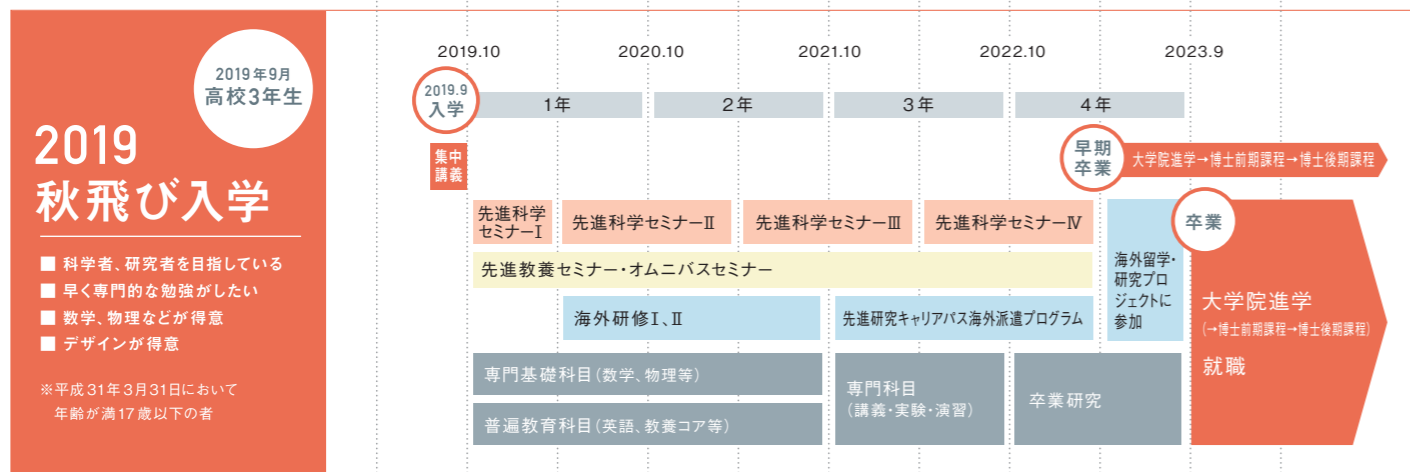 2019年9月
高校3年生
2019
秋飛び入学
■ 科学者、研究者を目指している
■ 早く専門的な勉強がしたい
■ 数学、物理などが得意
■ デザインが得意
※平成31年3月31日において
年齢が満17歳以下の者
2019.10
2020.10
2021.10
2022.10
2023.9
2019.9
入学
1年
2年
3年
4年
集中
講義
早期
卒業
大学院進学→博士前期課程→博士後期課程
先進科学
セミナーⅠ
先進科学セミナーⅡ
先進科学セミナーⅢ
先進科学セミナーⅣ
先進教養セミナー・オムニバスセミナー
海外研修Ⅰ、Ⅱ
先進研究キャリアパス海外派遣プログラム
海外留学・
研究プロ
ジェクトに
参加
卒業
大学院進学
(→博士前期課程→博士後期課程)
就職
専門基礎科目(数学、物理等)
普遍教育科目(英語、教養コア等)
専門科目
(講義・実験・演習)
卒業研究